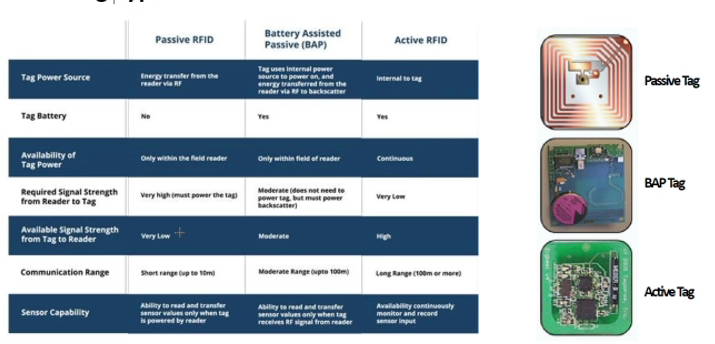 Passive RFID
Battery Assisted
Passive (BAP)
Active RFID
Tag Power Source
Energy transfer from the
reader via RF
Tag uses internal power
source to power on, and
energy transferred from the
reader via RF to backscatter
Internal to tag
Tag Battery
No
Yes
Yes
Availability of
Tag Power
Only within the field reader
Only within field of reader
Continuous
Required Signal Strength
from Reader to Tag
Very high (must power the tag)
Moderate (does not need to
power tag, but must power
backscatter)
Very Low
Available Signal Strength
from Tag to Reader
Very Low
Moderate
High
Communication Range
Short range (up to 10m)
Moderate Range (upto 100m)
Long Range (100m or more)
Sensor Capability
Ability to read and transfer
sensor values only when tag
is powered by reader
Ability to read and transfer
sensor values only when tag
receives RF signal from reader
Availability continuously
monitor and record
sensor input
Passive Tag
BAP Tag
Active Tag